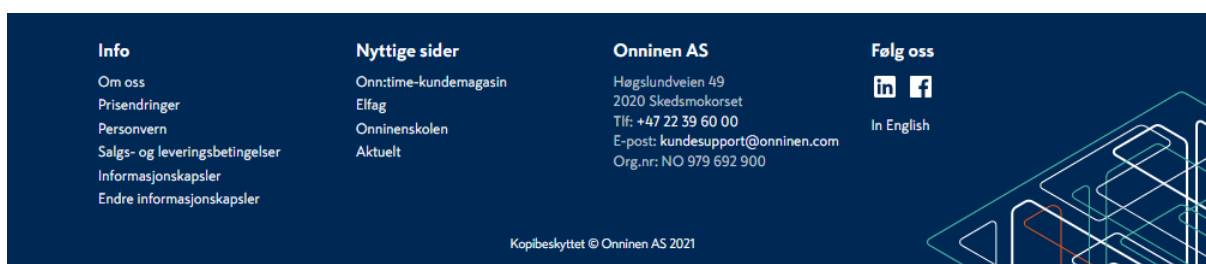 Info
Om oss
Prisendringer
Personvern
Salgs- og leveringsbetingelser
Informasjonskapsler
Endre informasjonskapsler
Nyttige sider
Onn:time-kundemagasin
Elfag
Onninenskolen
Aktuelt
Onninen AS
Høgslundveien 49
2020 Skedsmokorset
Tlf: +47 22 39 60 00
E-post: kundesupport@onninen.com
Org.nr: NO 979 692 900
Følg oss
in f
In English
Kopibeskyttet © Onninen AS 2021